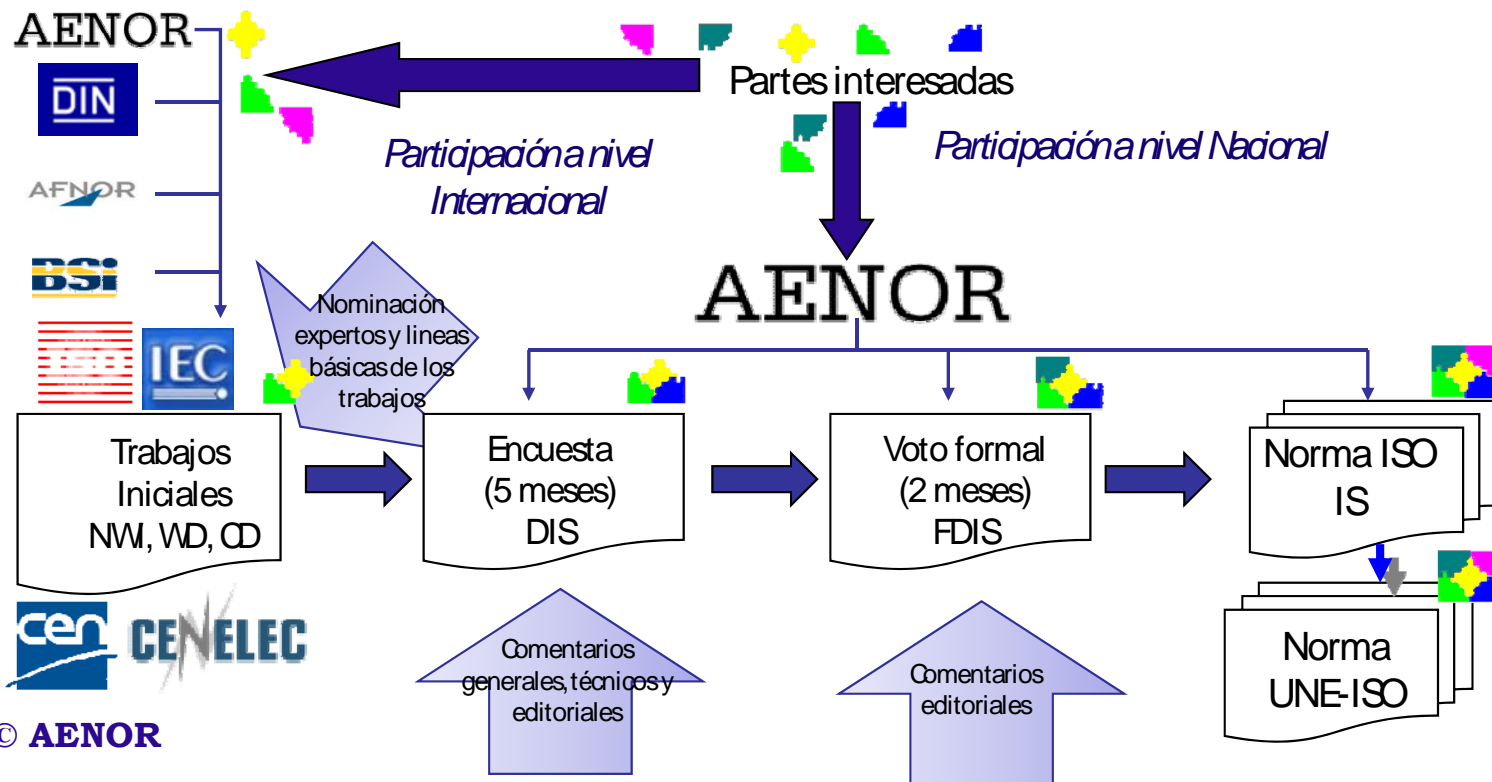 AENOR
DIN
AFNOR
BSi
ISO
IEC
Partes interesadas
Participación a nivel
Internacional
Participación a nivel Nacional
AENOR
Nominación
expertos y lineas
básicas de los
trabajos
Trabajos
Iniciales
NWI, WD, CD
Encuesta
(5 meses)
DIS
Voto formal
(2 meses)
FDIS
Norma ISO
IS
Norma
UNE-ISO
cen
CENELEC
Comentarios
generales, técnicos y
editoriales
Comentarios
editoriales
© AENOR